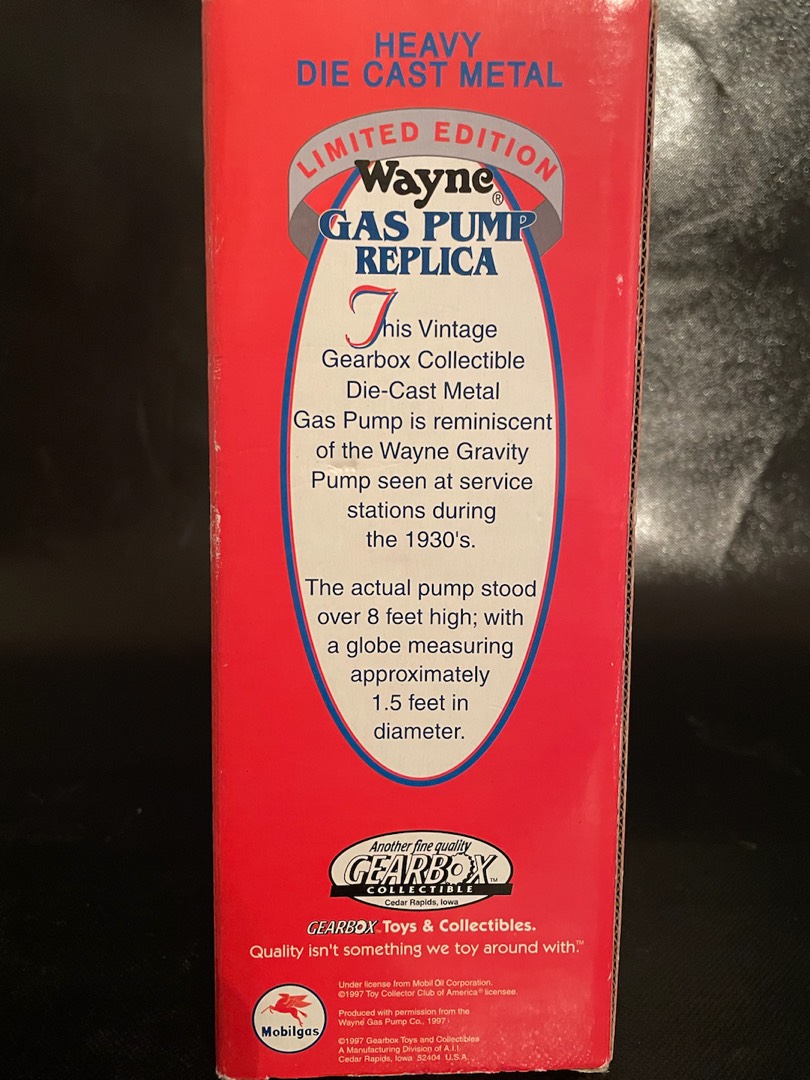 HEAVY
DIE CAST METAL
LIMITED EDITION
Wayne®
GAS PUMP
REPLICA
This Vintage
Gearbox Collectible
Die-Cast Metal
Gas Pump is reminiscent
of the Wayne Gravity
Pump seen at service
stations during
the 1930's.
The actual pump stood
over 8 feet high; with
a globe measuring
approximately
1.5 feet in
diameter.
Another fine quality
GEARBOX™
COLLECTIBLE
Cedar Rapids, Iowa
GEARBOX™ Toys & Collectibles.
Quality isn't something we toy around with.™
Mobilgas
Under license from Mobil Oil Corporation.
©1997 Toy Collector Club of America® licensee.
Produced with permission from the
Wayne Gas Pump Co., 1997.
©1997 Gearbox Toys and Collectibles
A Manufacturing Division of A.I.I.
Cedar Rapids, Iowa 52404 U.S.A.